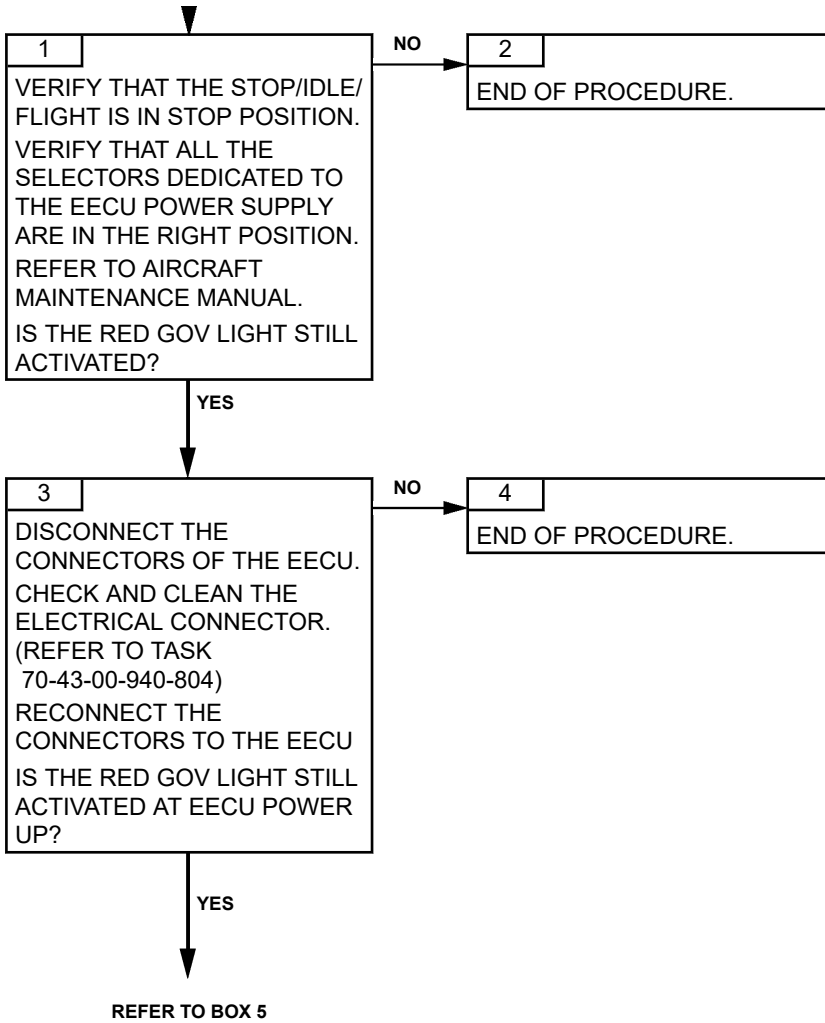 1
VERIFY THAT THE STOP/IDLE/
FLIGHT IS IN STOP POSITION.
VERIFY THAT ALL THE
SELECTORS DEDICATED TO
THE EECU POWER SUPPLY
ARE IN THE RIGHT POSITION.
REFER TO AIRCRAFT
MAINTENANCE MANUAL.
IS THE RED GOV LIGHT STILL
ACTIVATED?
NO
2
END OF PROCEDURE.
YES
3
DISCONNECT THE
CONNECTORS OF THE EECU.
CHECK AND CLEAN THE
ELECTRICAL CONNECTOR.
(REFER TO TASK
70-43-00-940-804)
RECONNECT THE
CONNECTORS TO THE EECU
IS THE RED GOV LIGHT STILL
ACTIVATED AT EECU POWER
UP?
NO
4
END OF PROCEDURE.
YES
REFER TO BOX 5